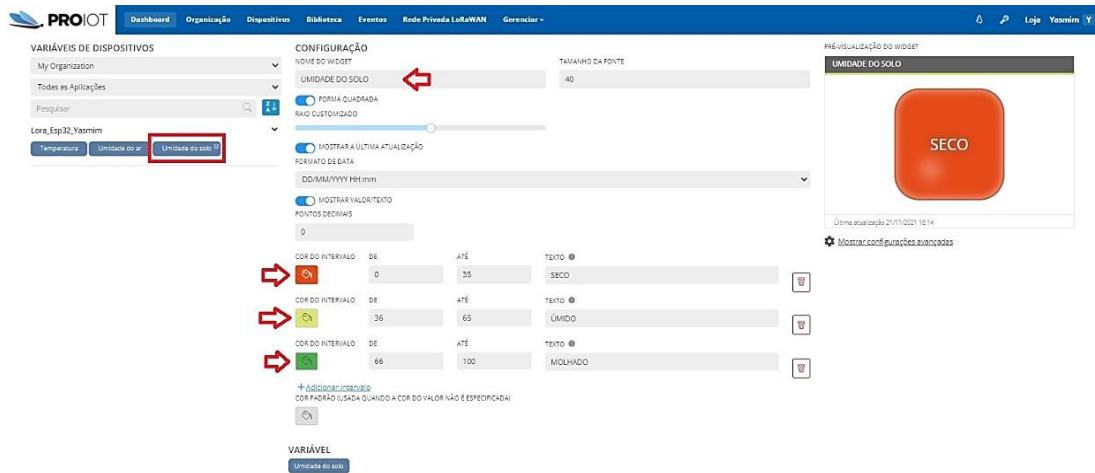 PROIOT
Dashboard Organização Dispositivos Biblioteca Eventos Rede Privada LoRaWAN Gerenciar Loja Yasmim Y
VARIÁVEIS DE DISPOSITIVOS
My Organization
Todas as Aplicações
Pesquisar
Lora_Esp32_Yasmim
Temperatura Umidade do ar Umidade do solo
CONFIGURAÇÃO
NOME DO WIDGET TAMANHO DA FONTE
UMIDADE DO SOLO 40
FORMA QUADRADA
RAIO CUSTOMIZADO
MOSTRAR A ÚLTIMA ATUALIZAÇÃO
FORMATO DE DATA
DD/MM/YYYY HH:mm
MOSTRAR VALOR/TEXTO
PONTOS DECIMAIS
0
COR DO INTERVALO DE ATÉ TEXTO
0 35 SECO
COR DO INTERVALO DE ATÉ TEXTO
36 65 ÚMIDO
COR DO INTERVALO DE ATÉ TEXTO
66 100 MOLHADO
+ Adicionar intervalo
COR PADRÃO (USADA QUANDO A COR DO VALOR NÃO É ESPECIFICADA)
VARIÁVEL
Umidade do solo
PRÉ-VISUALIZAÇÃO DO WIDGET
UMIDADE DO SOLO
SECO
Última atualização 21/11/2021 18:14
Mostrar configurações avançadas